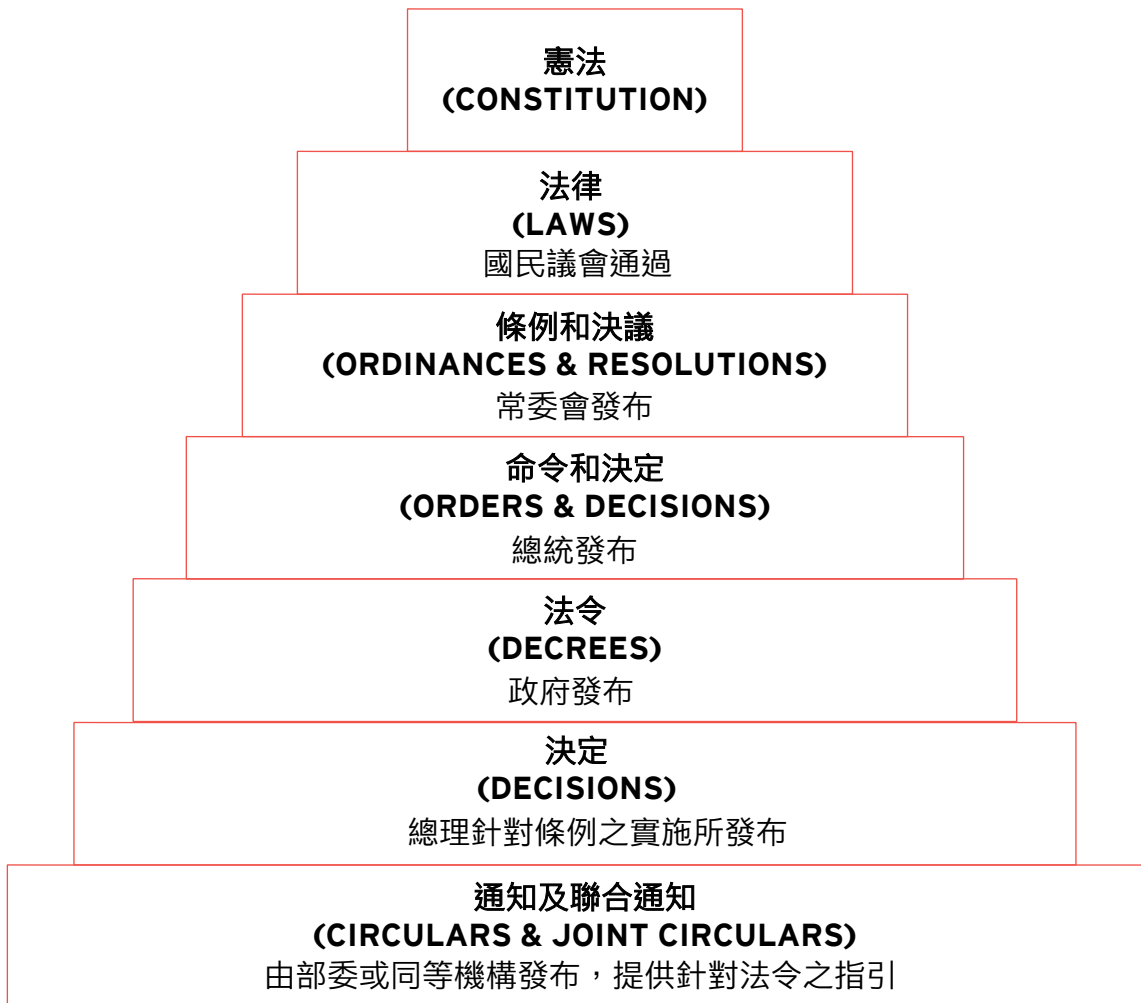 憲法
(CONSTITUTION)
法律
(LAWS)
國民議會通過
條例和決議
(ORDINANCES & RESOLUTIONS)
常委會發布
命令和決定
(ORDERS & DECISIONS)
總統發布
法令
(DECREES)
政府發布
決定
(DECISIONS)
總理針對條例之實施所發布
通知及聯合通知
(CIRCULARS & JOINT CIRCULARS)
由部委或同等機構發布，提供針對法令之指引